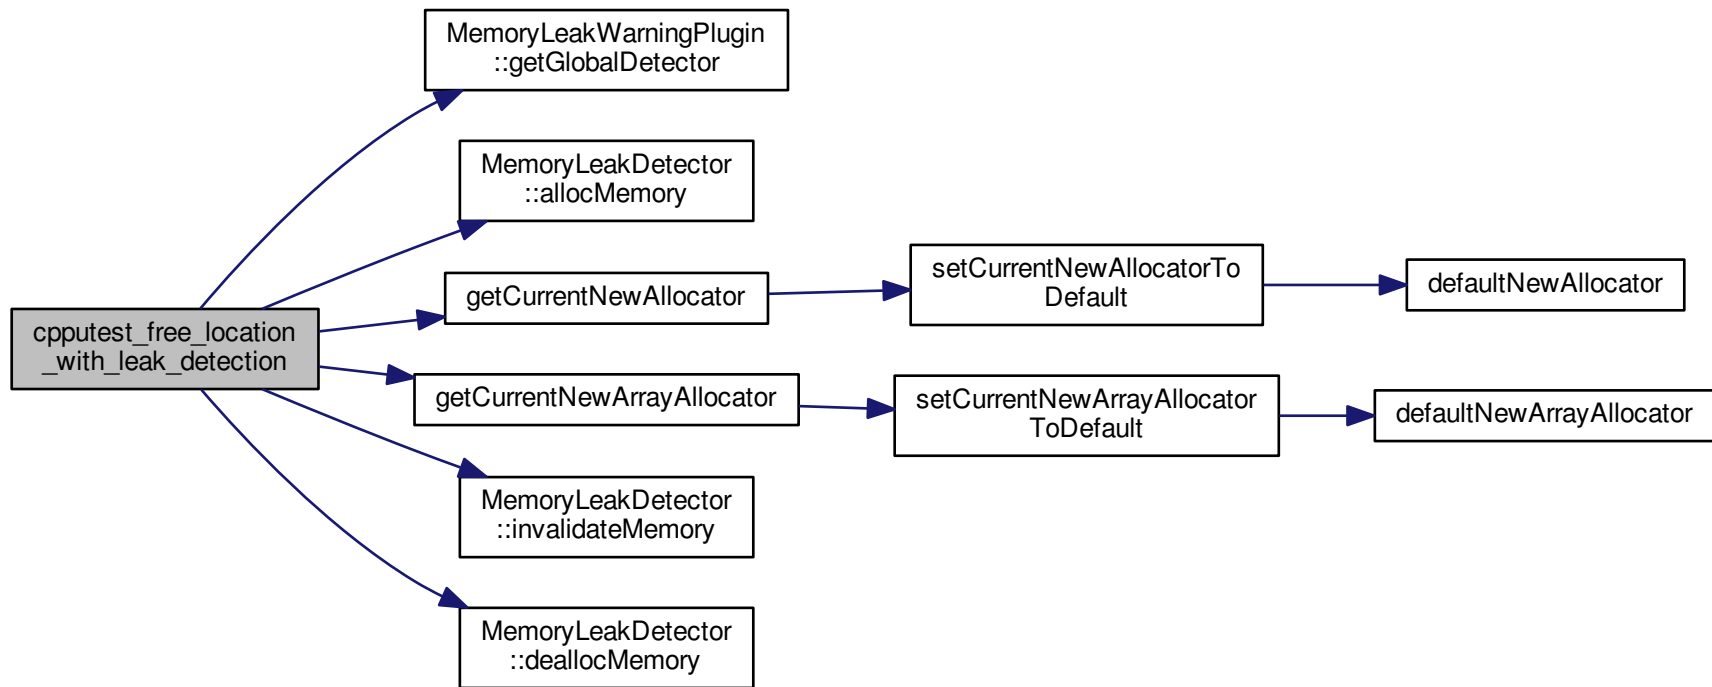 MemoryLeakWarningPlugin
::getGlobalDetector
MemoryLeakDetector
::allocMemory
getCurrentNewAllocator
setCurrentNewAllocatorTo
Default
defaultNewAllocator
cpputest_free_location
_with_leak_detection
getCurrentNewArrayAllocator
setCurrentNewArrayAllocator
ToDefault
defaultNewArrayAllocator
MemoryLeakDetector
::invalidateMemory
MemoryLeakDetector
::deallocMemory